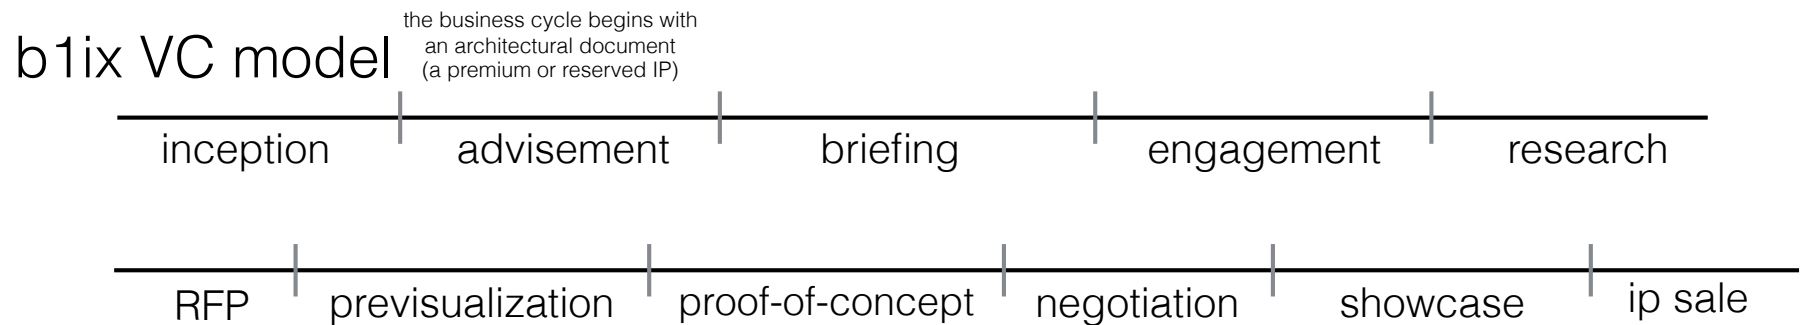 the business cycle begins with
an architectural document
(a premium or reserved IP)
b1ix VC model
inception advisement briefing engagement research
RFP previsualization proof-of-concept negotiation showcase ip sale